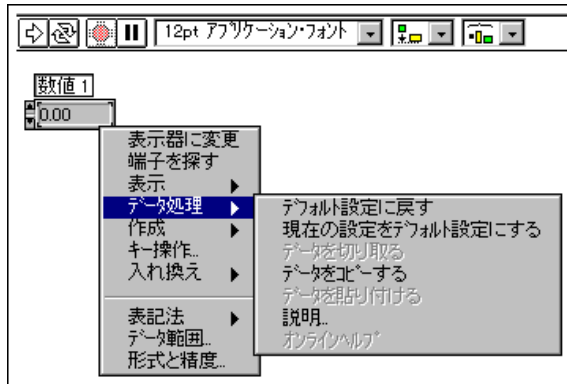 12pt アプリケーション・フォント
数値 1
0.00
表示器に変更
端子を探す
表示
データ処理
作成
キー操作...
入れ換え
表記法
データ範囲...
形式と精度...
デフォルト設定に戻す
現在の設定をデフォルト設定にする
データを切り取る
データをコピーする
データを貼り付ける
説明...
オンラインヘルプ